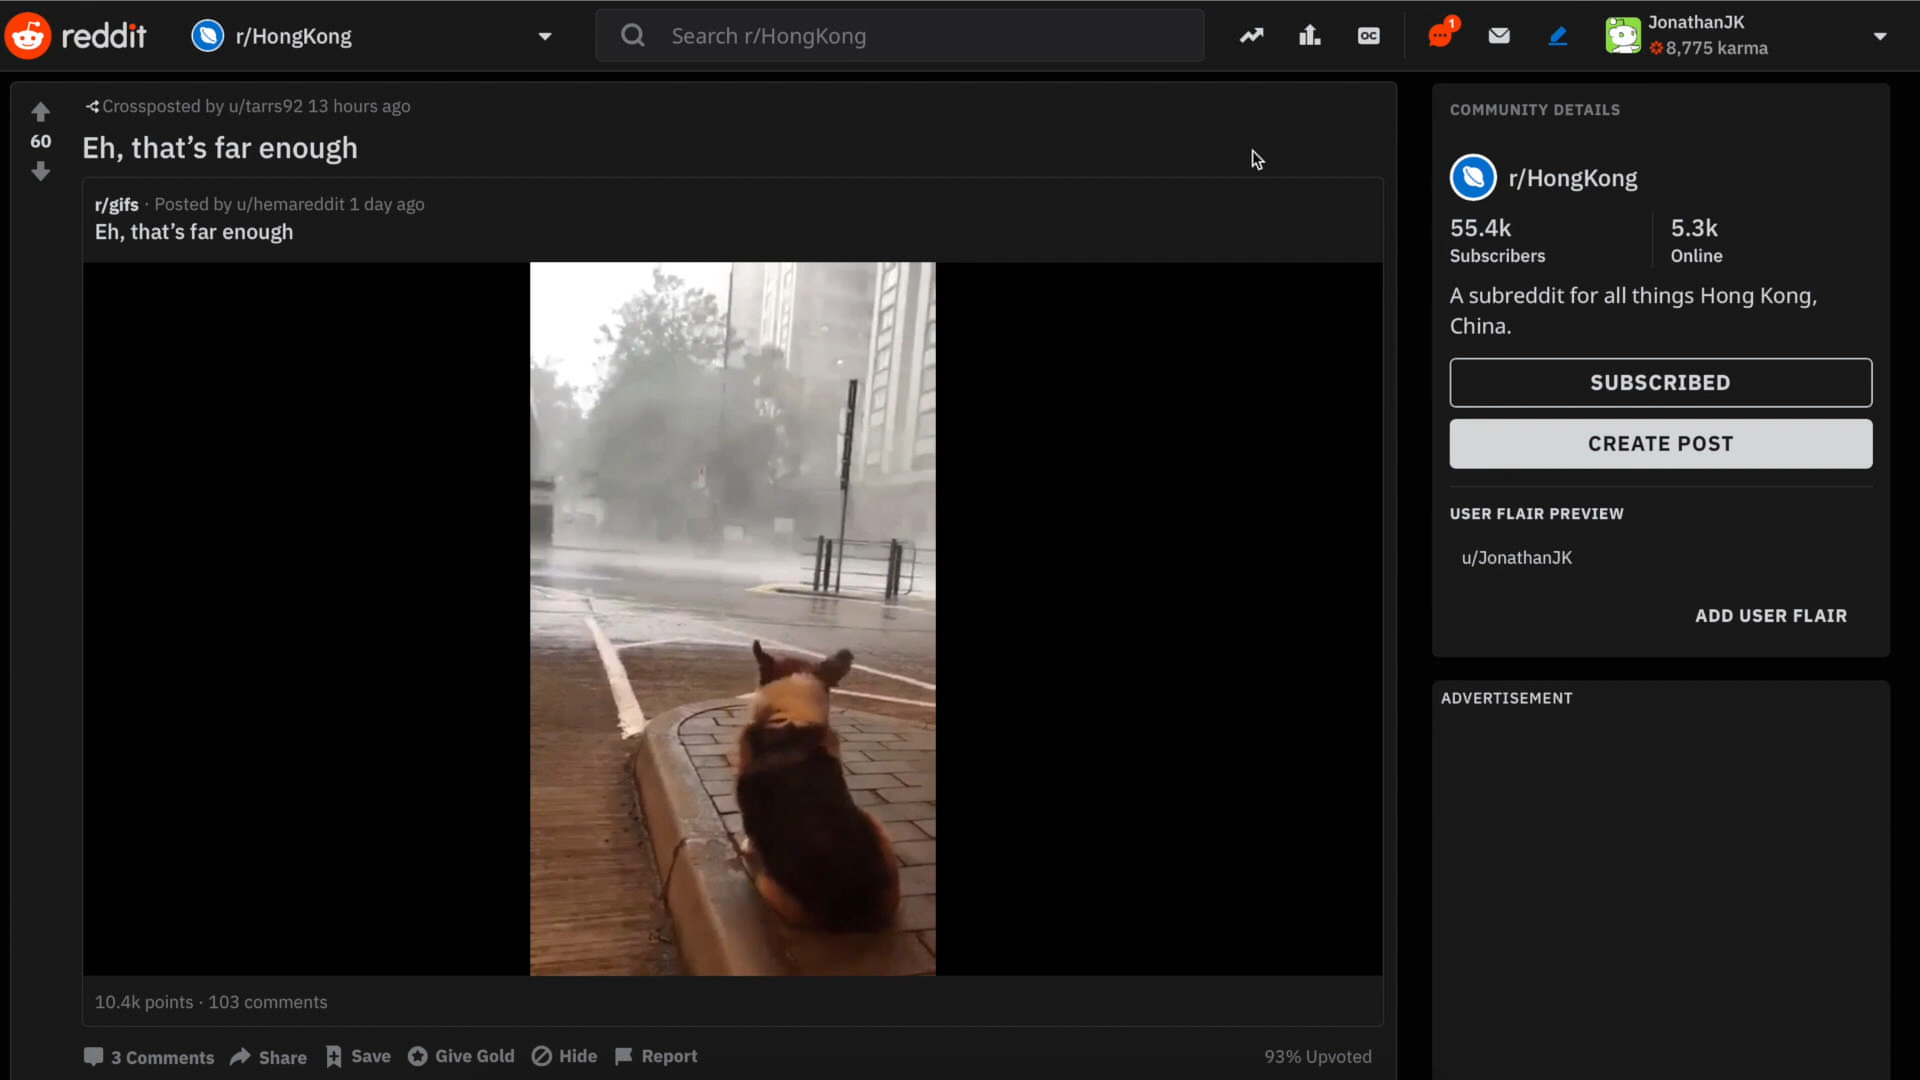 reddit
r/HongKong
Search r/HongKong
OC
1
JonathanJK
8,775 karma
Crossposted by u/tarrs92 13 hours ago
60
Eh, that’s far enough
r/gifs · Posted by u/hemareddit 1 day ago
Eh, that’s far enough
10.4k points · 103 comments
3 Comments
Share
Save
Give Gold
Hide
Report
93% Upvoted
COMMUNITY DETAILS
r/HongKong
55.4k
Subscribers
5.3k
Online
A subreddit for all things Hong Kong,
China.
SUBSCRIBED
CREATE POST
USER FLAIR PREVIEW
u/JonathanJK
ADD USER FLAIR
ADVERTISEMENT